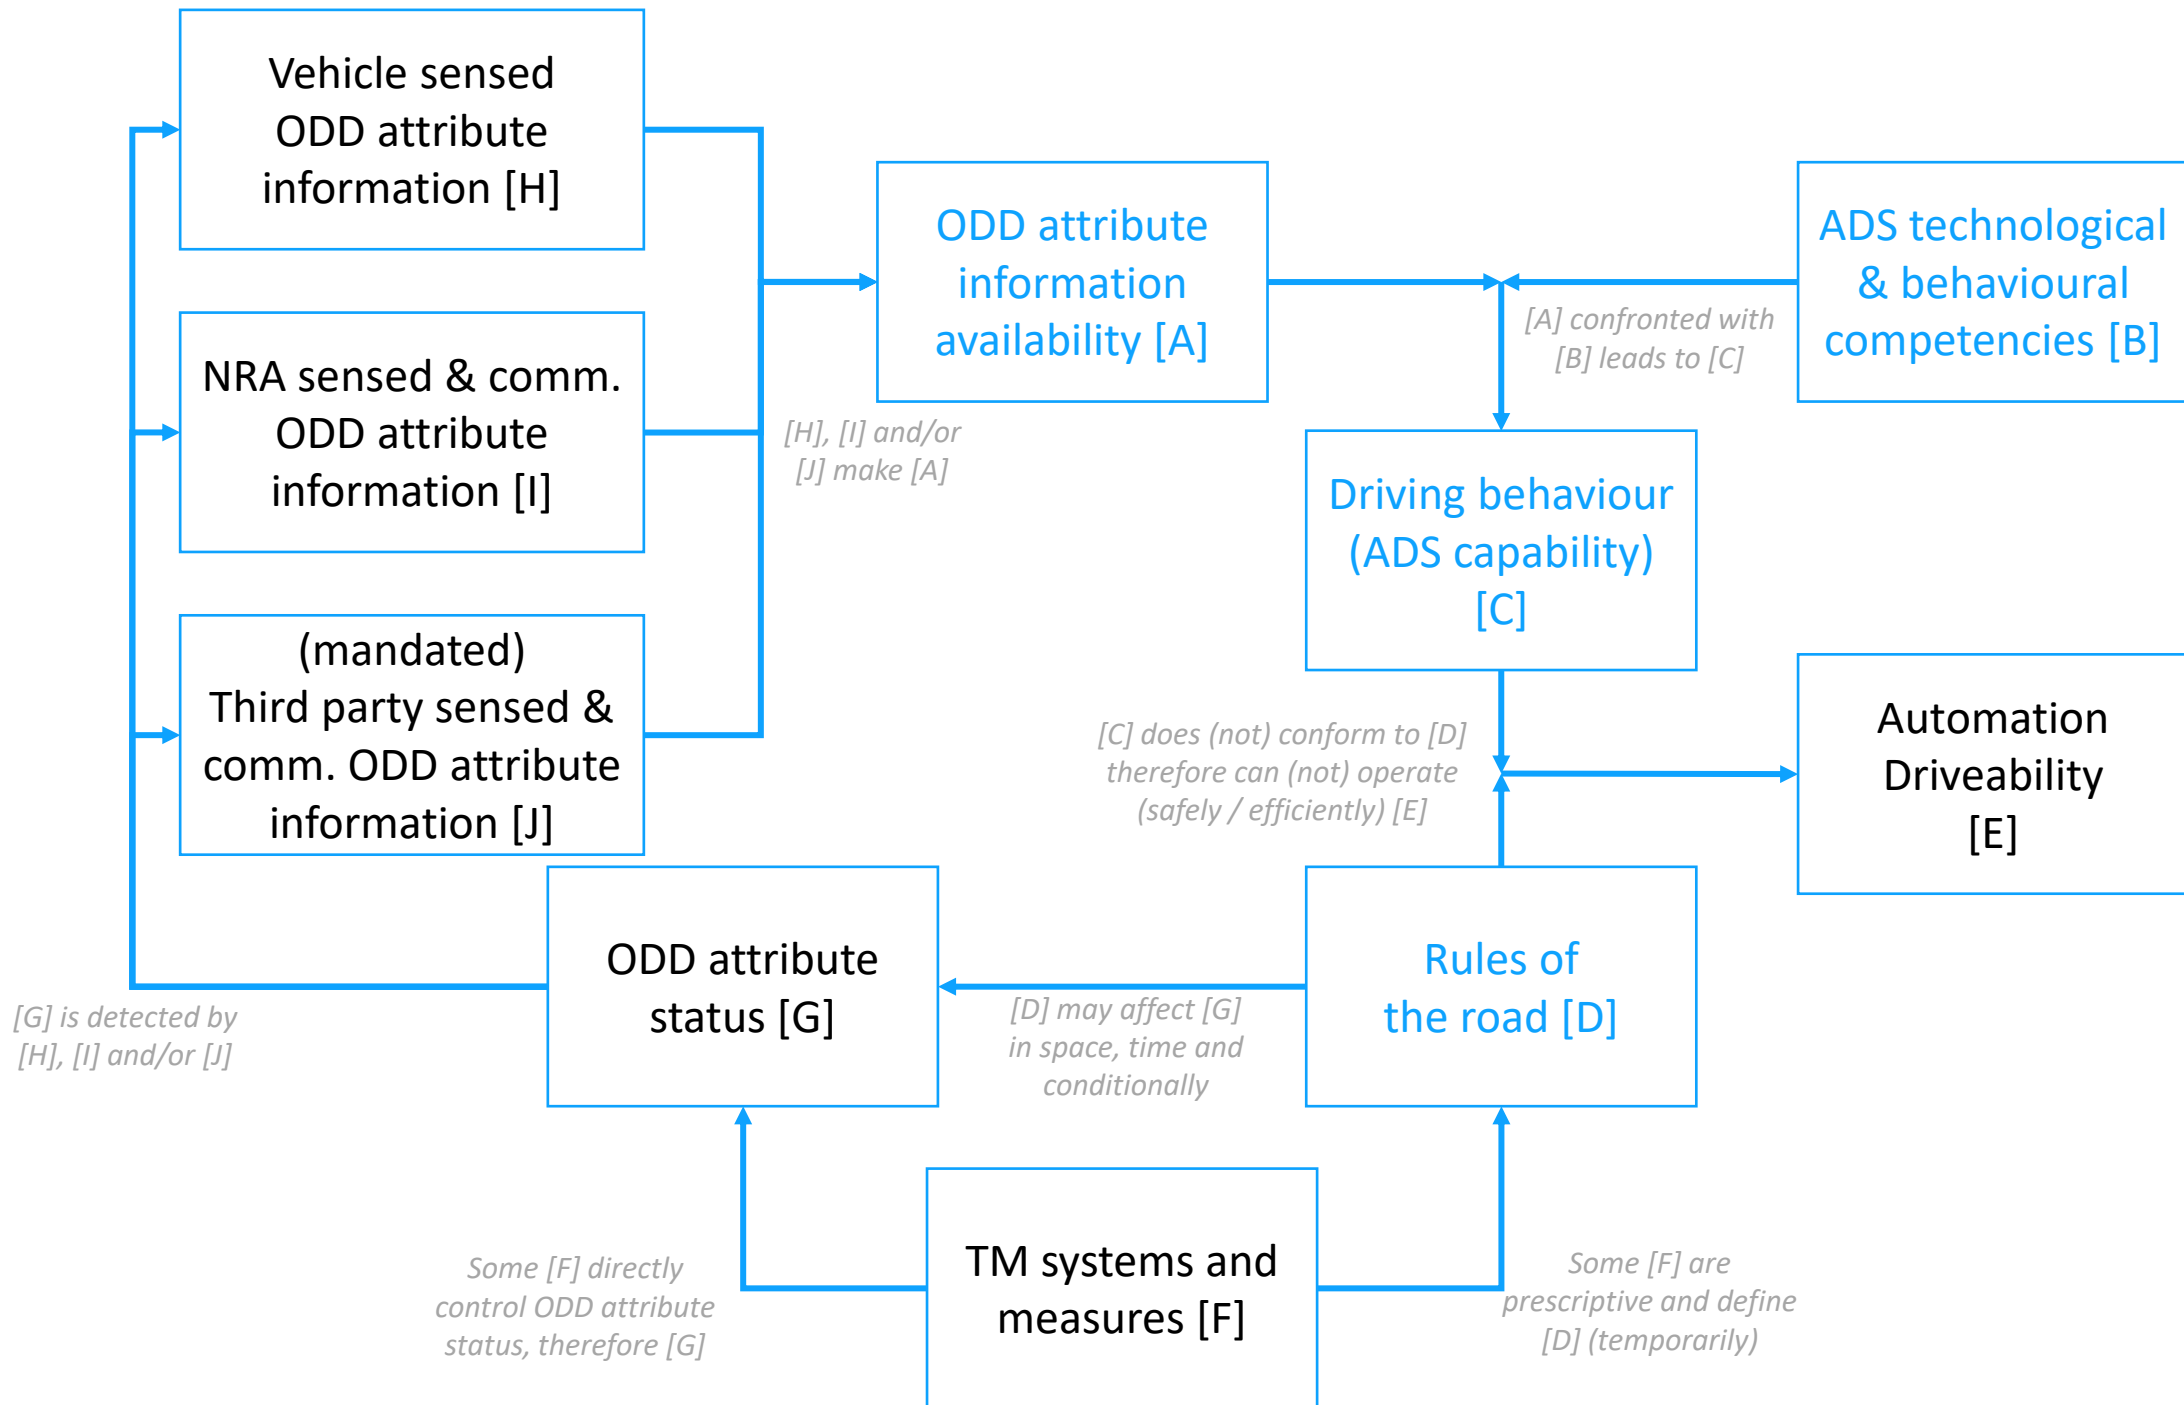 Vehicle sensed
ODD attribute
information [H]
NRA sensed & comm.
ODD attribute
information [I]
(mandated)
Third party sensed &
comm. ODD attribute
information [J]
[H], [I] and/or
[J] make [A]
ODD attribute
information
availability [A]
[A] confronted with
[B] leads to [C]
ADS technological
& behavioural
competencies [B]
Driving behaviour
(ADS capability)
[C]
[C] does (not) conform to [D]
therefore can (not) operate
(safely / efficiently) [E]
Automation
Driveability
[E]
ODD attribute
status [G]
[G] is detected by
[H], [I] and/or [J]
[D] may affect [G]
in space, time and
conditionally
Rules of
the road [D]
Some [F] directly
control ODD attribute
status, therefore [G]
TM systems and
measures [F]
Some [F] are
prescriptive and define
[D] (temporarily)